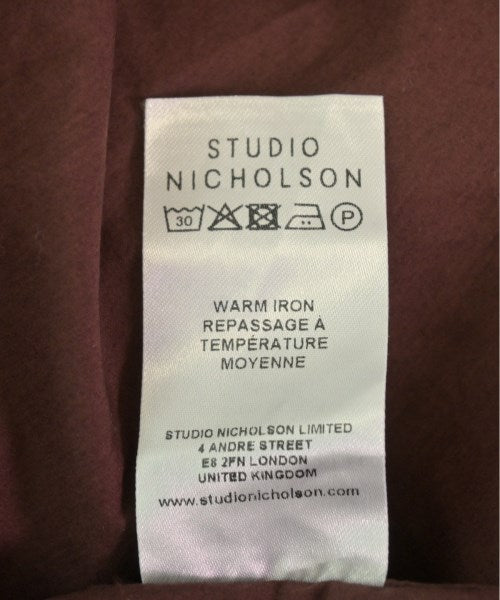 STUDIO
NICHOLSON
30 P
WARM IRON
REPASSAGE À
TEMPÉRATURE
MOYENNE
STUDIO NICHOLSON LIMITED
4 ANDRE STREET
E8 2FN LONDON
UNITED KINGDOM
www.studionicholson.com